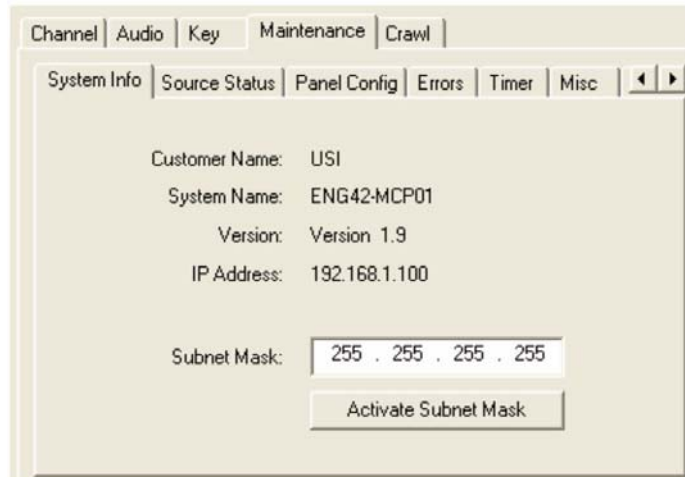 Channel Audio Key Maintenance Crawl
System Info Source Status Panel Config Errors Timer Misc
Customer Name: USI
System Name: ENG42-MCP01
Version: Version 1.9
IP Address: 192.168.1.100
Subnet Mask: 255 . 255 . 255 . 255
Activate Subnet Mask